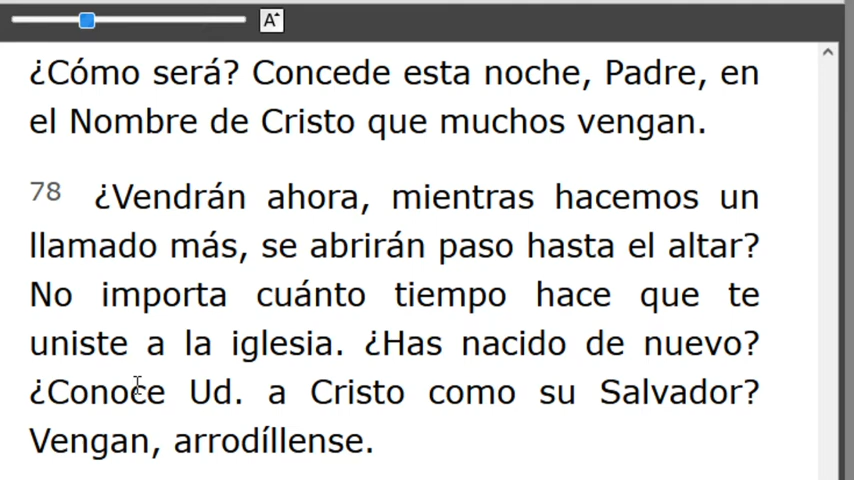 A
¿Cómo será? Concede esta noche, Padre, en
el Nombre de Cristo que muchos vengan.
78 ¿Vendrán ahora, mientras hacemos un
llamado más, se abrirán paso hasta el altar?
No importa cuánto tiempo hace que te
uniste a la iglesia. ¿Has nacido de nuevo?
¿Conoce Ud. a Cristo como su Salvador?
Vengan, arrodíllense.